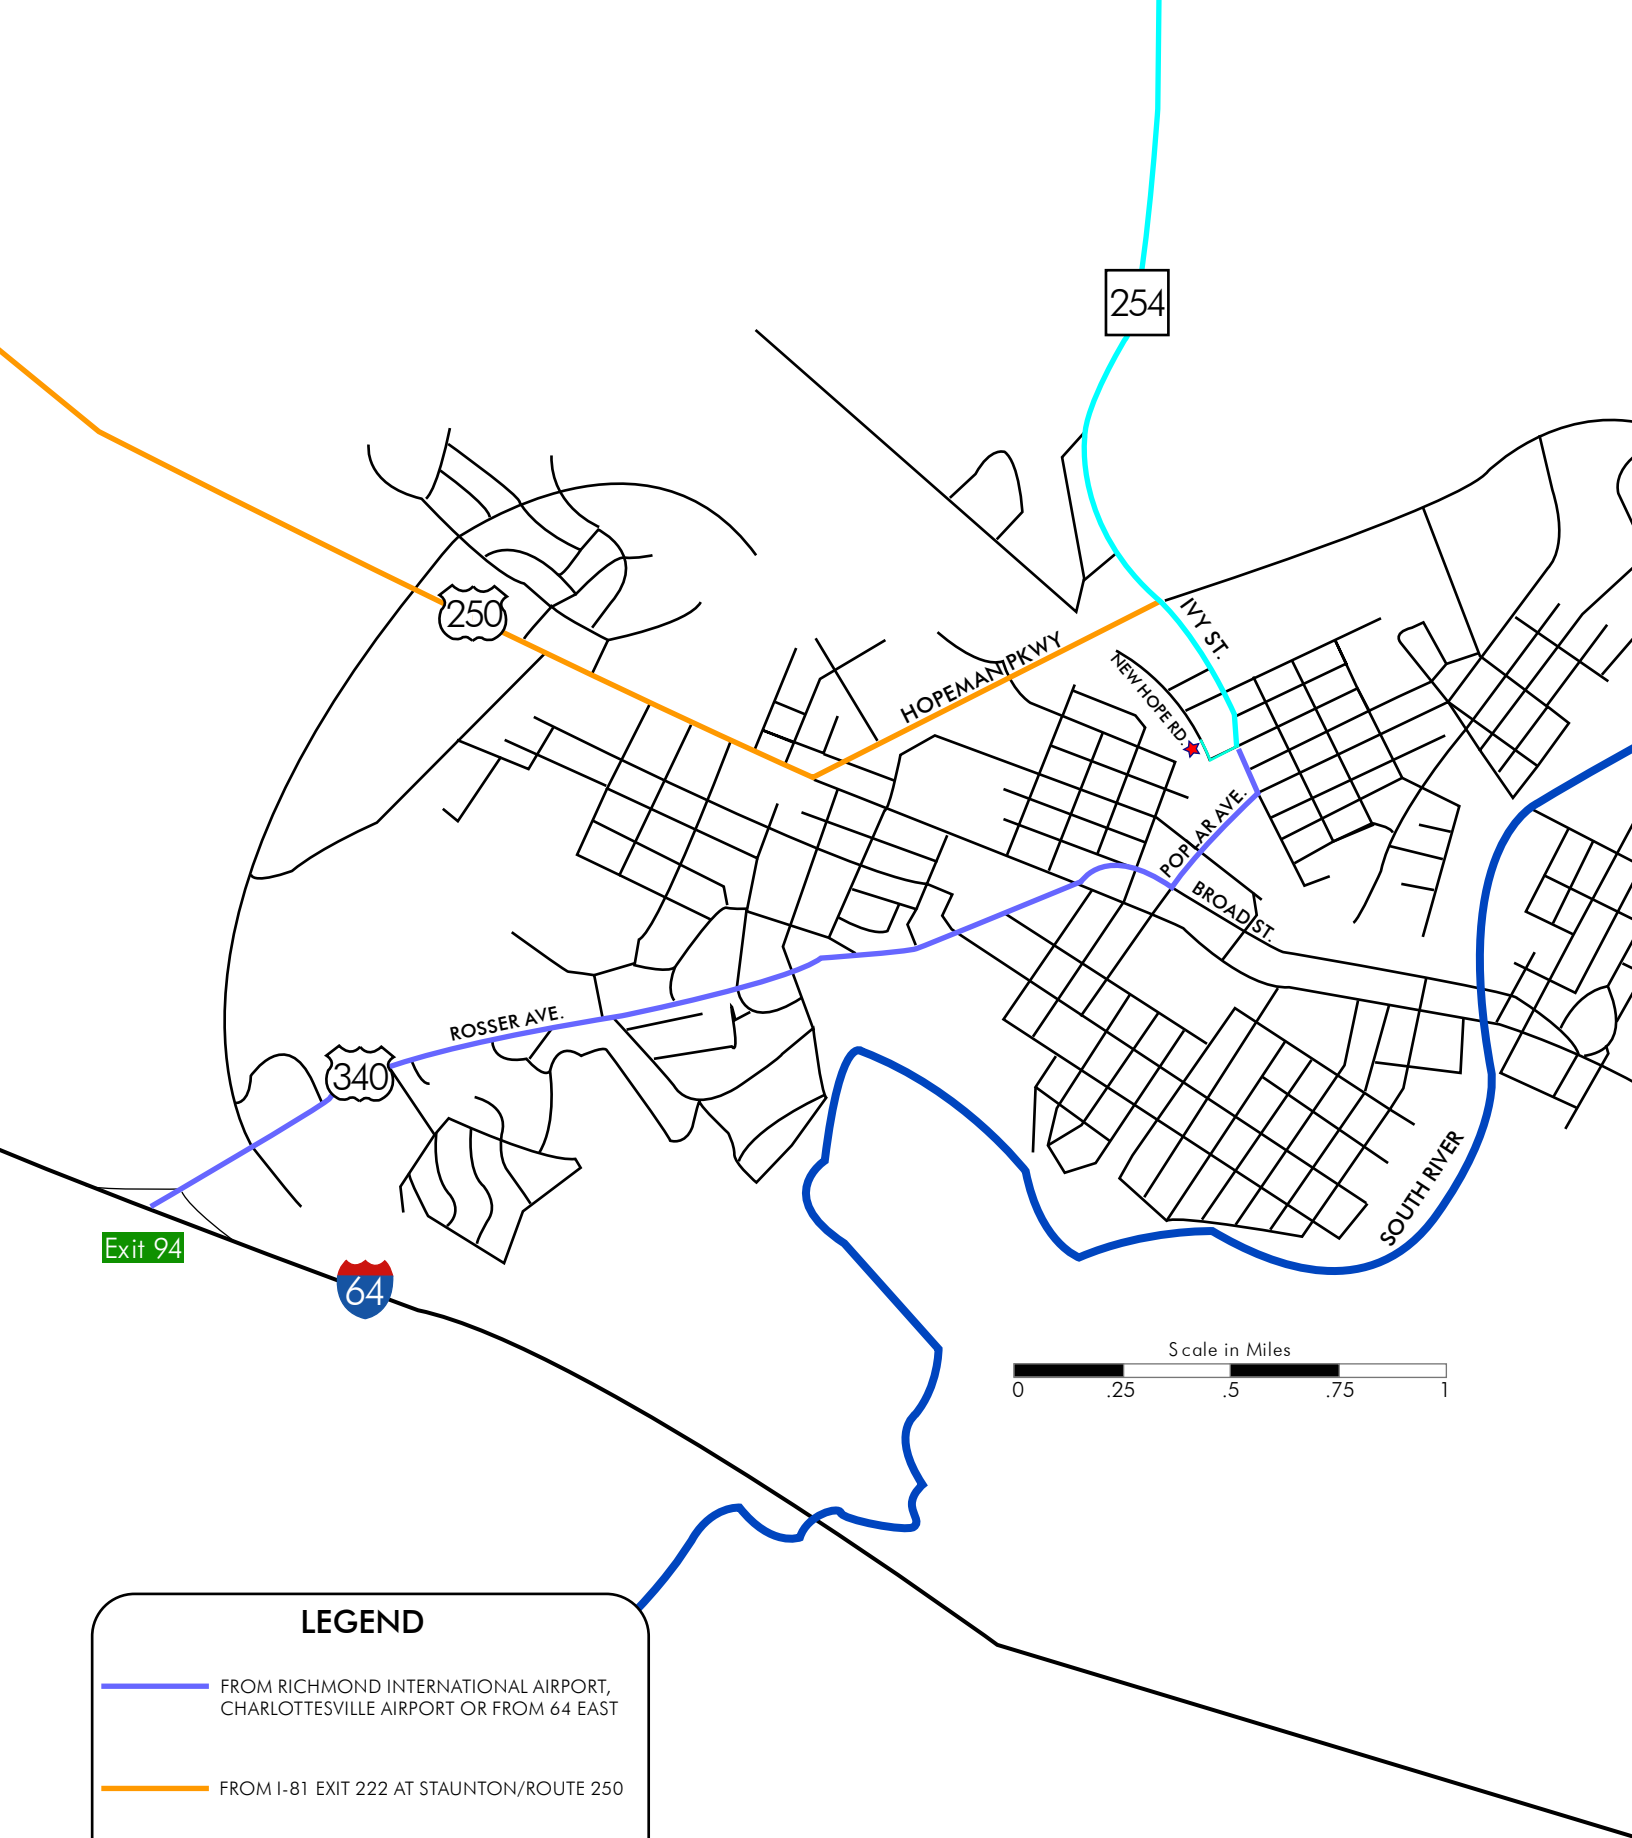 254
250
IVY ST.
HOPEMAN PKWY
NEW HOPE RD.
POPLAR AVE.
BROAD ST.
ROSSER AVE.
340
SOUTH RIVER
Exit 94
64
Scale in Miles
0 .25 .5 .75 1
LEGEND
FROM RICHMOND INTERNATIONAL AIRPORT,
CHARLOTTESVILLE AIRPORT OR FROM 64 EAST
FROM I-81 EXIT 222 AT STAUNTON/ROUTE 250